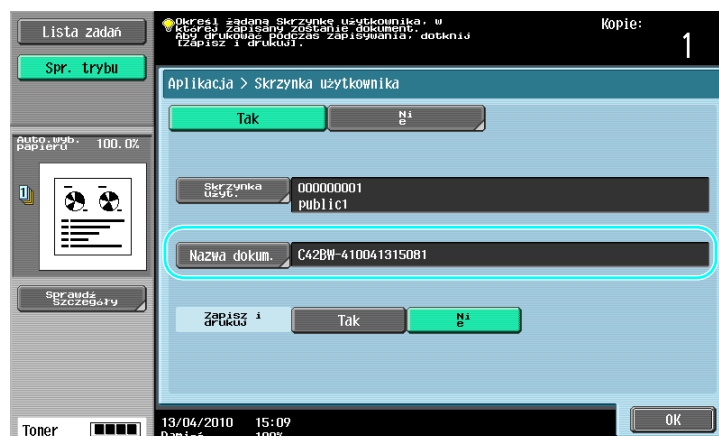 Lista zadań
Spr. trybu
Określ żądaną Skrzynkę użytkownika, w
której zapisany zostanie dokument.
Aby drukować podczas zapisywania, dotknij
[Zapisz i drukuj].
Kopie:
1
Aplikacja > Skrzynka użytkownika
Tak
Ni
e
Auto.wyb.
papieru
100.0%
Skrzynka
użyt.
000000001
public1
Nazwa dokum.
C42BW-410041315081
Sprawdź
Szczegóły
Zapisz i
drukuj
Tak
Ni
e
Toner
13/04/2010 15:09
Pamięć 100%
OK